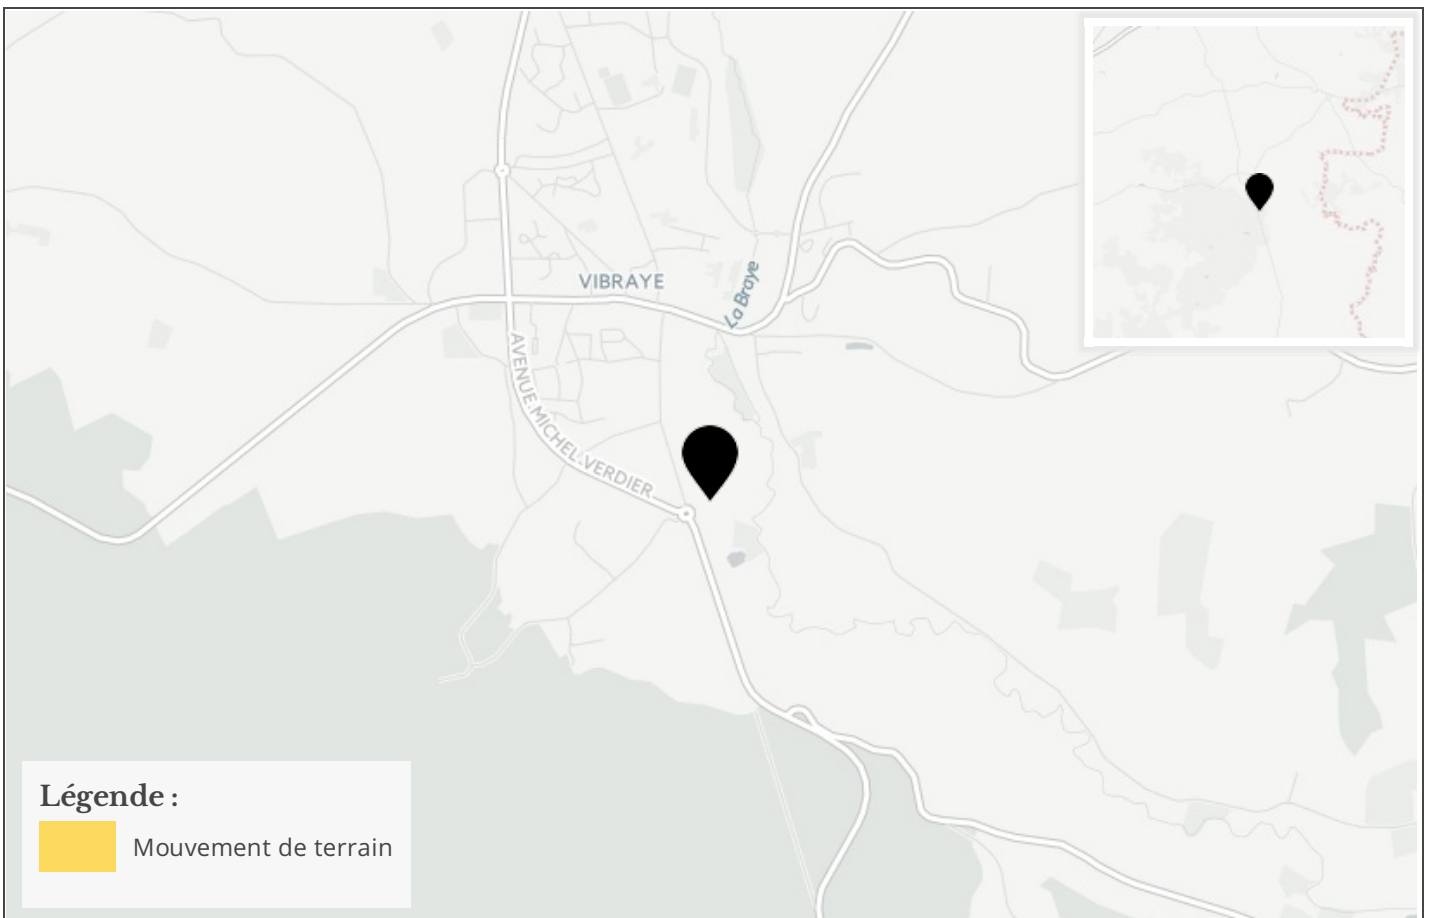 VIBRAYE
La Braye
AVENUE MICHEL VERDIER
Légende :
Mouvement de terrain